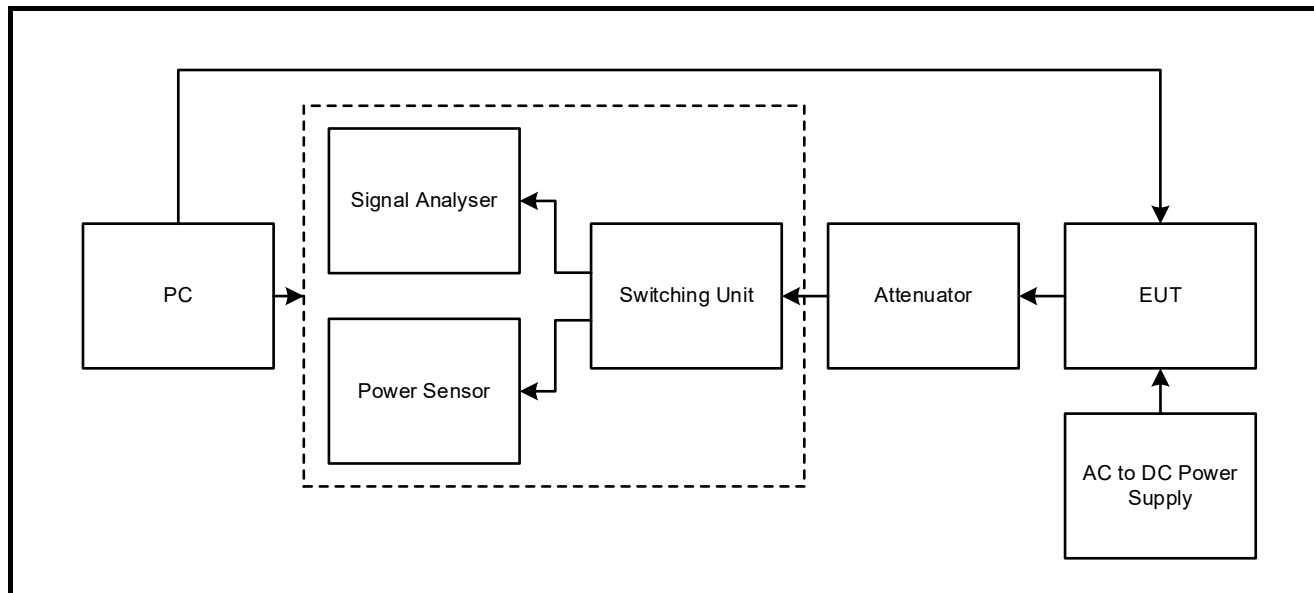 Signal Analyser
PC
Switching Unit
Attenuator
EUT
Power Sensor
AC to DC Power
Supply